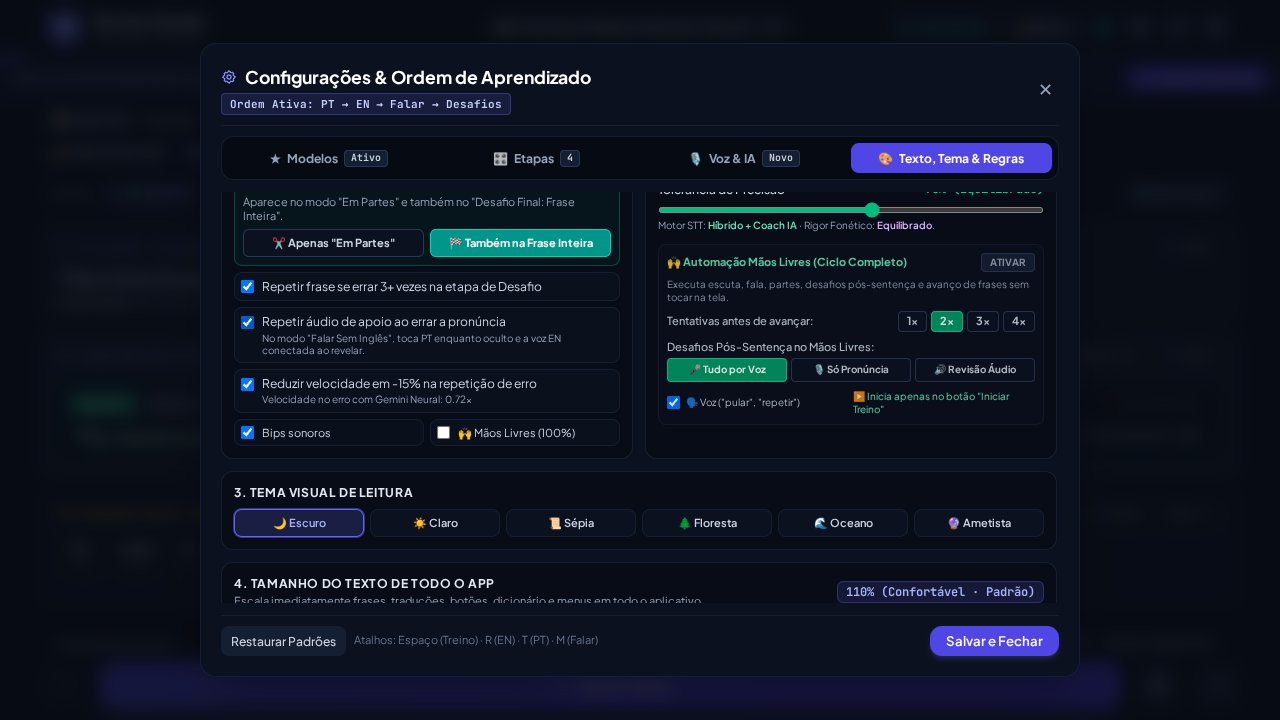 Configurações & Ordem de Aprendizado
Ordem Ativa: PT → EN → Falar → Desafios
Modelos Ativo
Etapas 4
Voz & IA Novo
Texto, Tema & Regras
Aparece no modo "Em Partes" e também no "Desafio Final: Frase
Inteira".
Apenas "Em Partes"
Também na Frase Inteira
Repetir frase se errar 3+ vezes na etapa de Desafio
Repetir áudio de apoio ao errar a pronúncia
No modo "Falar Sem Inglês", toca PT enquanto oculto e a voz EN
conectada ao revelar.
Reduzir velocidade em -15% na repetição de erro
Velocidade no erro com Gemini Neural: 0.72×
Bips sonoros
Mãos Livres (100%)
Tolerância de Precisão
Motor STT: Híbrido + Coach IA · Rigor Fonético: Equilibrado.
Automação Mãos Livres (Ciclo Completo)
ATIVAR
Executa escuta, fala, partes, desafios pós-sentença e avanço de frases sem
tocar na tela.
Tentativas antes de avançar:
1×
2×
3×
4×
Desafios Pós-Sentença no Mãos Livres:
Tudo por Voz
Só Pronúncia
Revisão Áudio
Voz ("pular", "repetir")
Inicia apenas no botão "Iniciar
Treino"
3. TEMA VISUAL DE LEITURA
Escuro
Claro
Sépia
Floresta
Oceano
Ametista
4. TAMANHO DO TEXTO DE TODO O APP
Escala imediatamente frases, traduções, botões, dicionário e menus em todo o aplicativo
110% (Confortável · Padrão)
Restaurar Padrões
Atalhos: Espaço (Treino) · R (EN) · T (PT) · M (Falar)
Salvar e Fechar